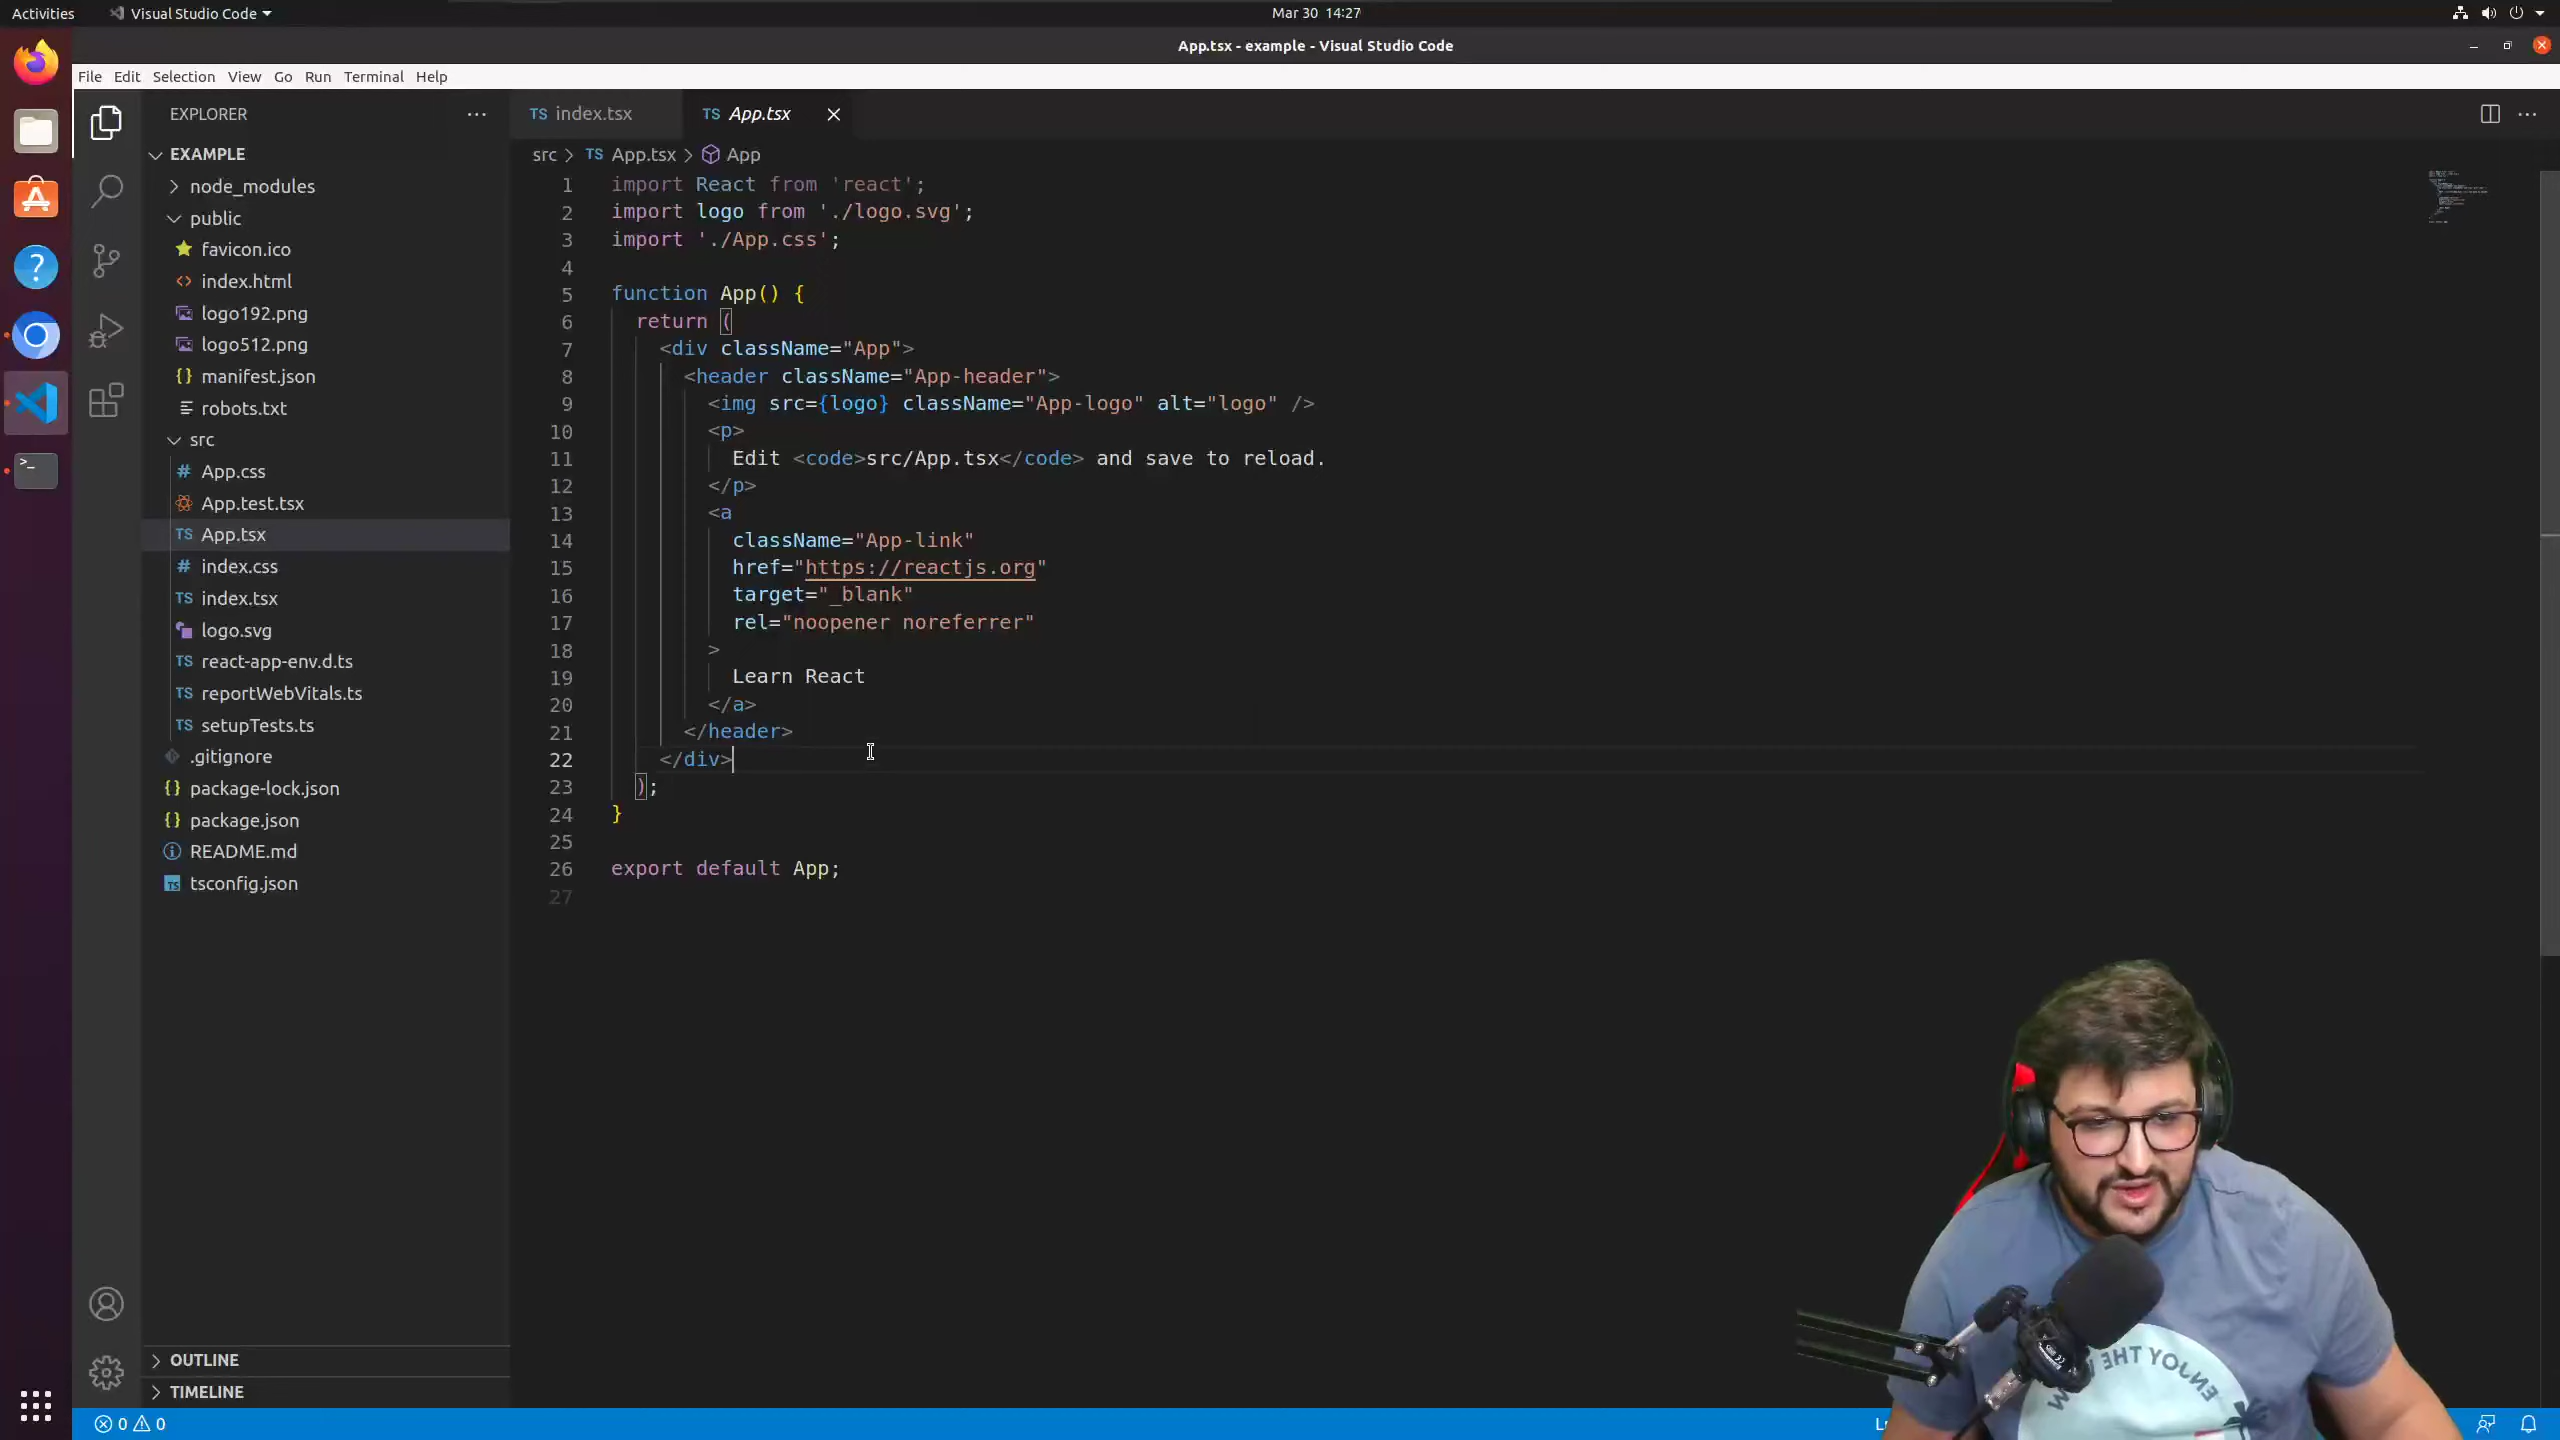 Activities
Visual Studio Code
Mar 30 14:27
App.tsx - example - Visual Studio Code
File Edit Selection View Go Run Terminal Help
EXPLORER
EXAMPLE
node_modules
public
favicon.ico
index.html
logo192.png
logo512.png
manifest.json
robots.txt
src
App.css
App.test.tsx
App.tsx
index.css
index.tsx
logo.svg
react-app-env.d.ts
reportWebVitals.ts
setupTests.ts
.gitignore
package-lock.json
package.json
README.md
tsconfig.json
OUTLINE
TIMELINE
TS index.tsx TS App.tsx
src > TS App.tsx > App
1 import React from 'react';
2 import logo from './logo.svg';
3 import './App.css';
4
5 function App() {
6 return (
7 <div className="App">
8 <header className="App-header">
9 <img src={logo} className="App-logo" alt="logo" />
10 <p>
11 Edit <code>src/App.tsx</code> and save to reload.
12 </p>
13 <a
14 className="App-link"
15 href="https://reactjs.org"
16 target="_blank"
17 rel="noopener noreferrer"
18 >
19 Learn React
20 </a>
21 </header>
22 </div>
23 );
24 }
25
26 export default App;
27
0 0
ENJOY THE